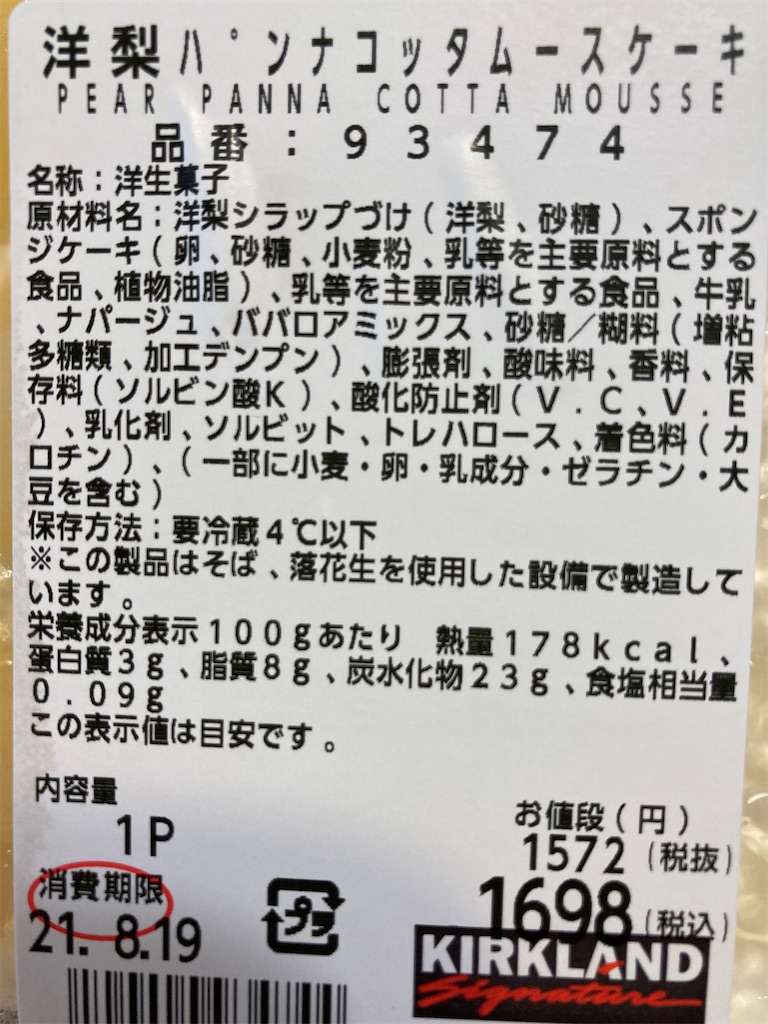 洋梨パンナコッタムースケーキ
PEAR PANNA COTTA MOUSSE
品番：93474
名称：洋生菓子
原材料名：洋梨シラップづけ(洋梨、砂糖)、スポン
ジケーキ(卵、砂糖、小麦粉、乳等を主要原料とする
食品、植物油脂)、乳等を主要原料とする食品、牛乳
、ナパージュ、ババロアミックス、砂糖／糊料(増粘
多糖類、加工デンプン)、膨張剤、酸味料、香料、保
存料(ソルビン酸K)、酸化防止剤(V.C、V.E
)、乳化剤、ソルビット、トレハロース、着色料(カ
ロチン)、(一部に小麦・卵・乳成分・ゼラチン・大
豆を含む)
保存方法：要冷蔵4℃以下
※この製品はそば、落花生を使用した設備で製造して
います。
栄養成分表示100gあたり 熱量178kcal、
蛋白質3g、脂質8g、炭水化物23g、食塩相当量
0.09g
この表示値は目安です。
内容量
1P
お値段(円)
1572(税抜)
消費期限
21. 8.19
プラ
1698(税込)
KIRKLAND
Signature